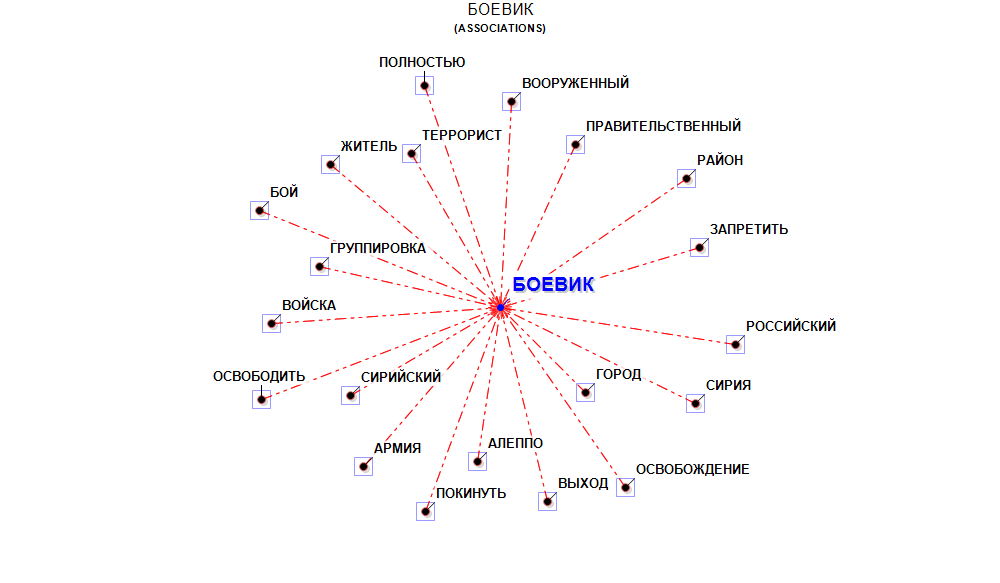 БОЕВИК
(ASSOCIATIONS)
ПОЛНОСТЬЮ
ВООРУЖЕННЫЙ
ПРАВИТЕЛЬСТВЕННЫЙ
ТЕРРОРИСТ
ЖИТЕЛЬ
РАЙОН
БОЙ
ЗАПРЕТИТЬ
ГРУППИРОВКА
БОЕВИК
ВОЙСКА
РОССИЙСКИЙ
ОСВОБОДИТЬ
СИРИЙСКИЙ
ГОРОД
СИРИЯ
АРМИЯ
АЛЕППО
ОСВОБОЖДЕНИЕ
ПОКИНУТЬ
ВЫХОД